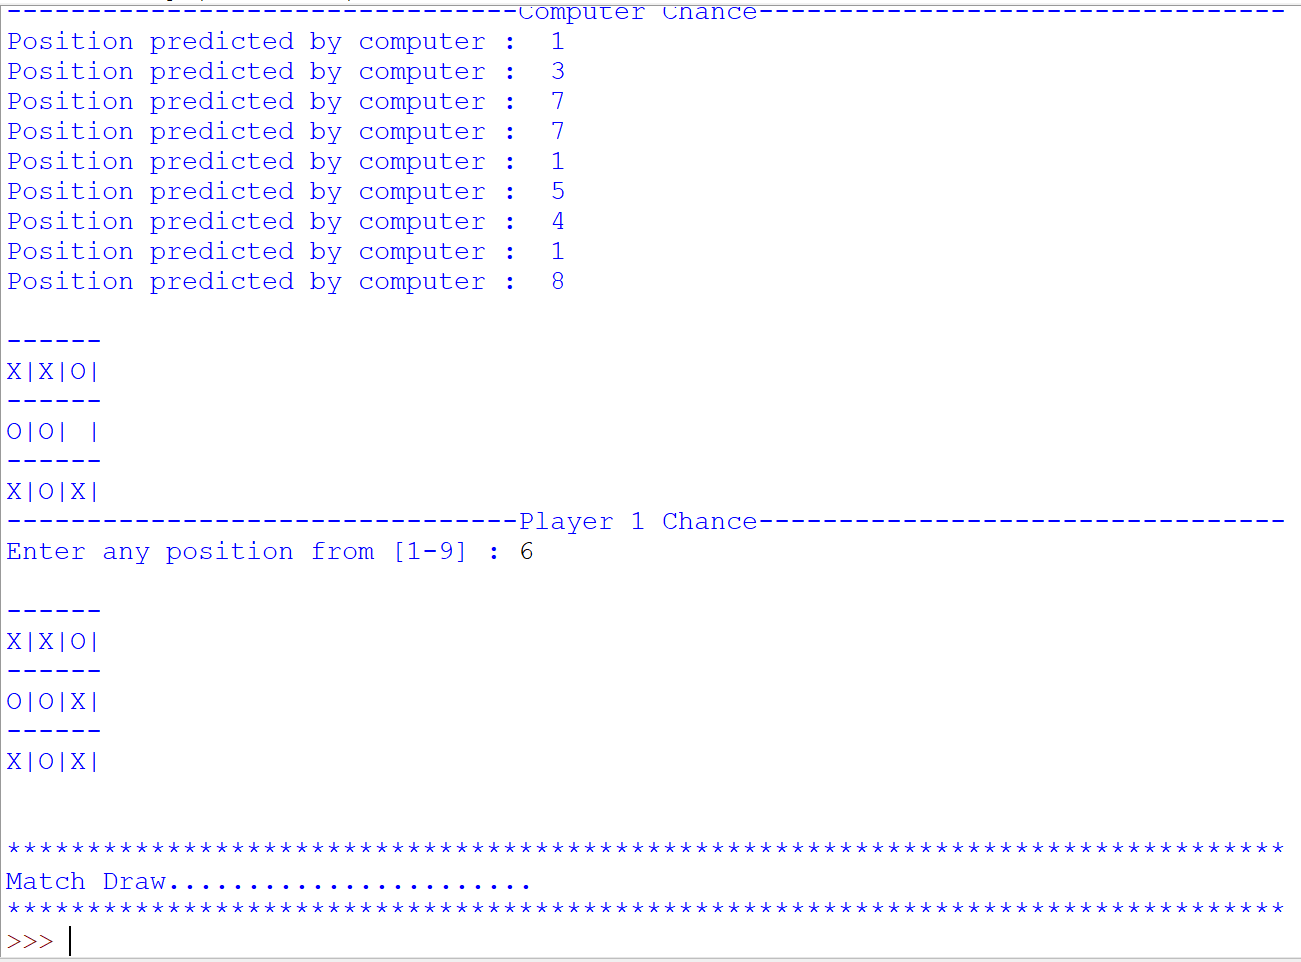 --------------------------------Computer Chance---------------------------------
Position predicted by computer :  1
Position predicted by computer :  3
Position predicted by computer :  7
Position predicted by computer :  7
Position predicted by computer :  1
Position predicted by computer :  5
Position predicted by computer :  4
Position predicted by computer :  1
Position predicted by computer :  8
------
X|X|O|
------
O|O| |
------
X|O|X|
--------------------------------Player 1 Chance---------------------------------
Enter any position from [1-9] : 6
------
X|X|O|
------
O|O|X|
------
X|O|X|
********************************************************************************
Match Draw.......................
********************************************************************************
>>>